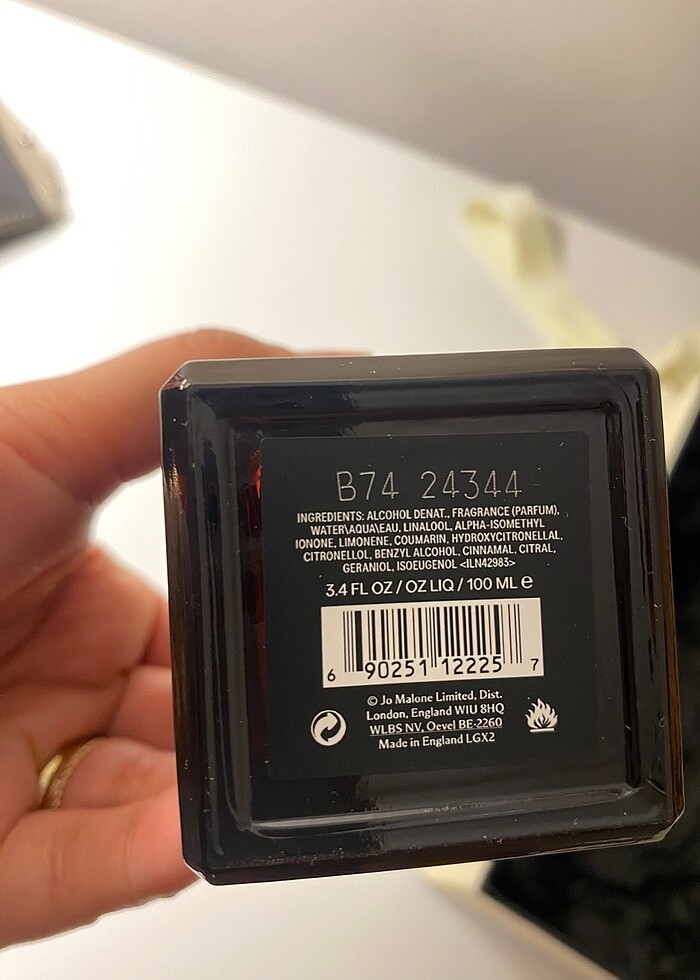 B74 24344
INGREDIENTS: ALCOHOL DENAT., FRAGRANCE (PARFUM),
WATER\AQUA\EAU, LINALOOL, ALPHA-ISOMETHYL
IONONE, LIMONENE, COUMARIN, HYDROXYCITRONELLAL,
CITRONELLOL, BENZYL ALCOHOL, CINNAMAL, CITRAL,
GERANIOL, ISOEUGENOL <ILN42983>
3.4 FL OZ / OZ LIQ / 100 ML ℮
6 90251 12225 7
© Jo Malone Limited, Dist.
London, England W1U 8HQ
WLBS NV, Oevel BE-2260
Made in England LGX2